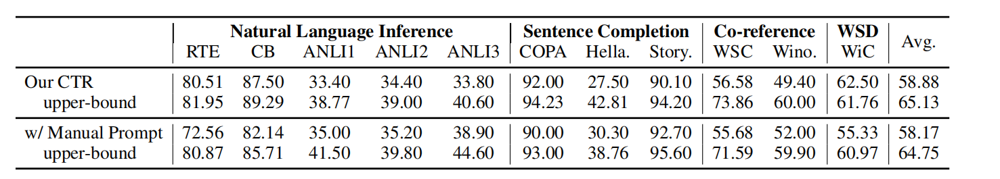 Natural Language Inference Sentence Completion Co-reference WSD Avg.
RTE CB ANLI1 ANLI2 ANLI3 COPA Hella. Story. WSC Wino. WiC
Our CTR 80.51 87.50 33.40 34.40 33.80 92.00 27.50 90.10 56.58 49.40 62.50 58.88
upper-bound 81.95 89.29 38.77 39.00 40.60 94.23 42.81 94.20 73.86 60.00 61.76 65.13
w/ Manual Prompt 72.56 82.14 35.00 35.20 38.90 90.00 30.30 92.70 55.68 52.00 55.33 58.17
upper-bound 80.87 85.71 41.50 39.80 44.60 93.00 38.76 95.60 71.59 59.90 60.97 64.75